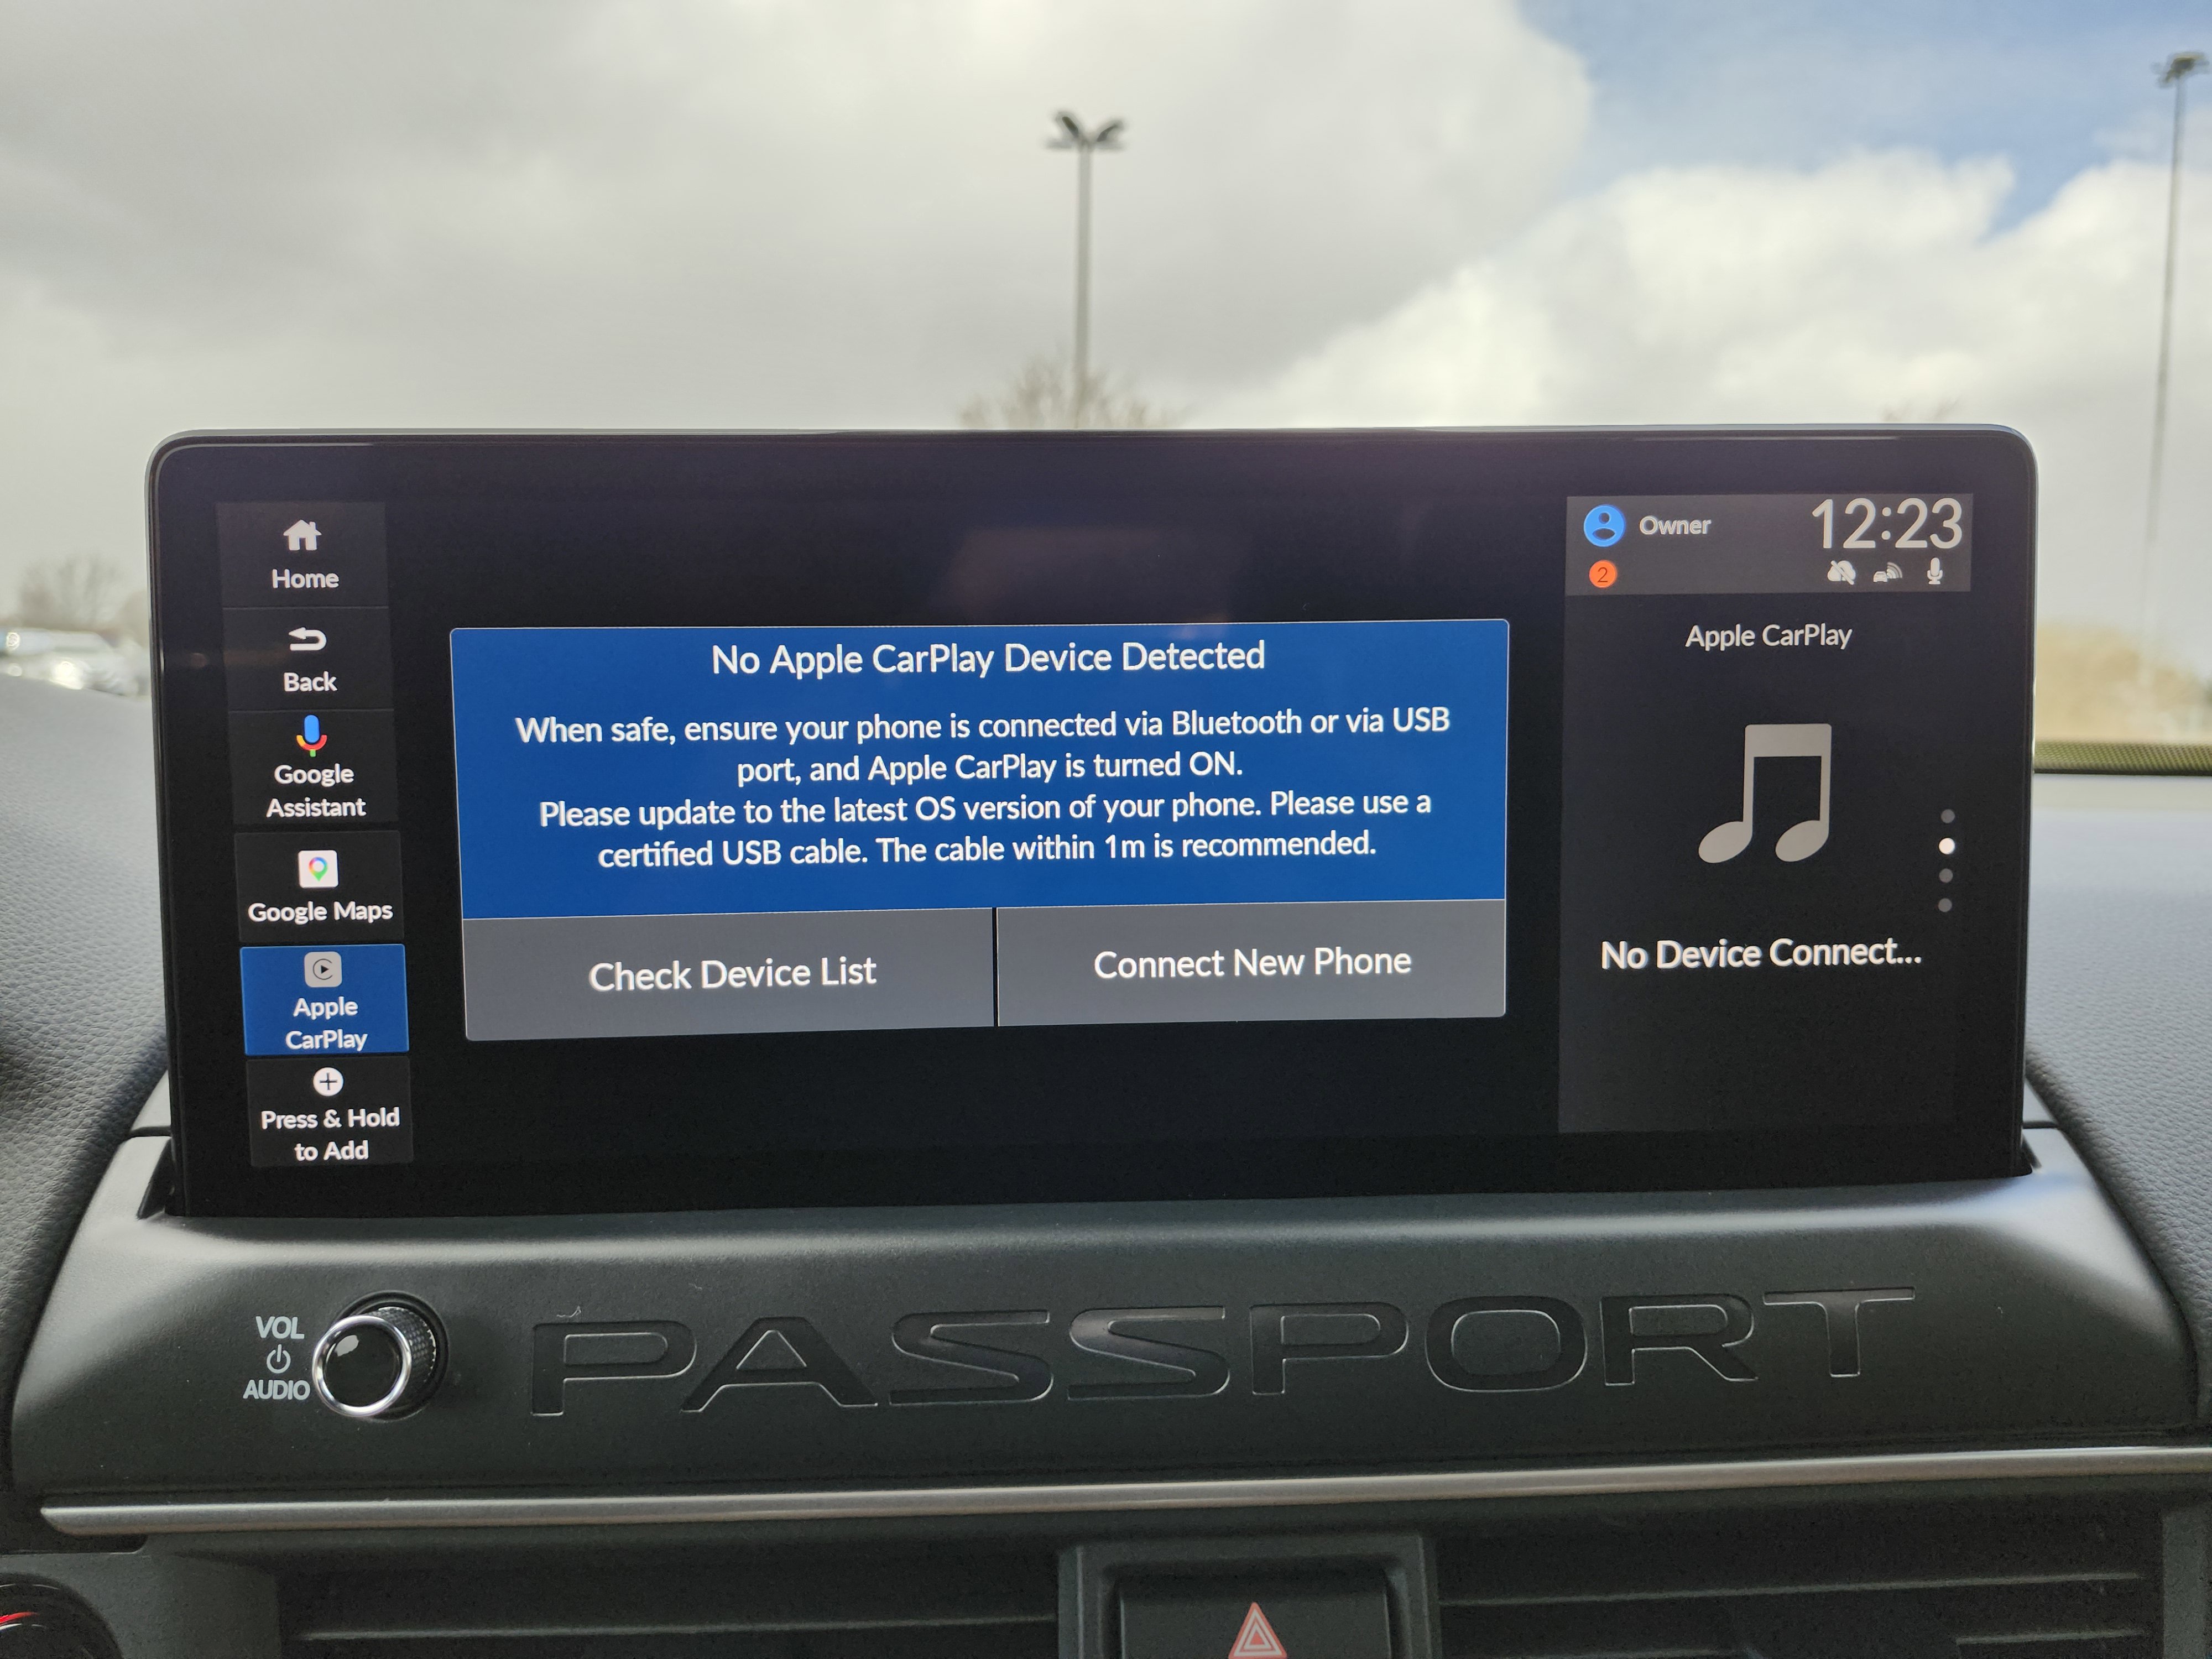 Home
Back
Google
Assistant
Google Maps
Apple
CarPlay
Press & Hold
to Add
No Apple CarPlay Device Detected
When safe, ensure your phone is connected via Bluetooth or via USB
port, and Apple CarPlay is turned ON.
Please update to the latest OS version of your phone. Please use a
certified USB cable. The cable within 1m is recommended.
Check Device List
Connect New Phone
Owner
12:23
2
Apple CarPlay
No Device Connect...
VOL
AUDIO
PASSPORT